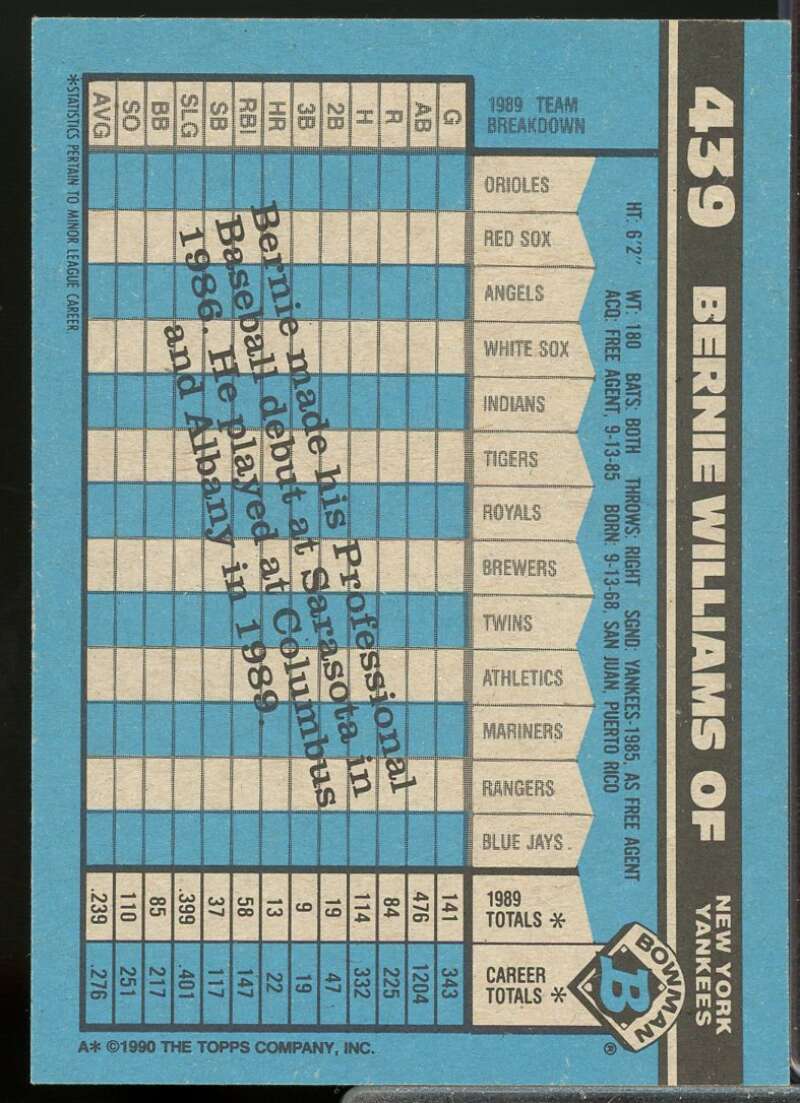 439 BERNIE WILLIAMS OF NEW YORK
YANKEES
HT: 6'2" WT: 180 BATS: BOTH THROWS: RIGHT SGND: YANKEES-1985, AS FREE AGENT
ACQ: FREE AGENT, 9-13-85 BORN: 9-13-68, SAN JUAN, PUERTO RICO
BOWMAN
B
®
1989 TEAM
BREAKDOWN
ORIOLES
RED SOX
ANGELS
WHITE SOX
INDIANS
TIGERS
ROYALS
BREWERS
TWINS
ATHLETICS
MARINERS
RANGERS
BLUE JAYS
1989
TOTALS *
CAREER
TOTALS *
G 141 343
AB 476 1204
R 84 225
H 114 332
2B 19 47
3B 9 19
HR 13 22
RBI 58 147
SB 37 117
SLG .399 .401
BB 85 217
SO 110 251
AVG .239 .276
Bernie made his Professional
Baseball debut at Sarasota in
1986. He played at Columbus
and Albany in 1989.
*STATISTICS PERTAIN TO MINOR LEAGUE CAREER
A* ©1990 THE TOPPS COMPANY, INC.